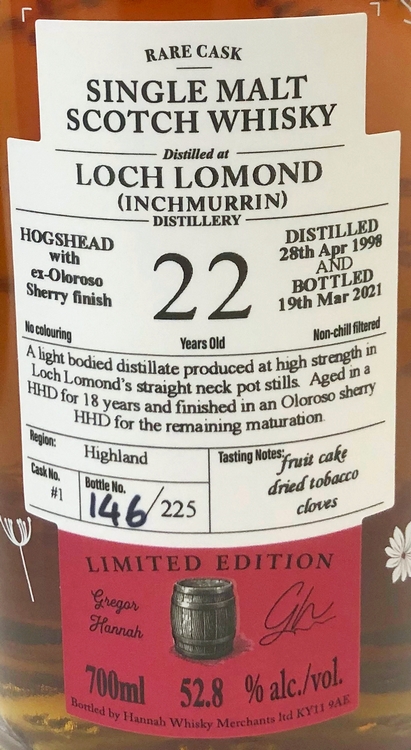 RARE CASK
SINGLE MALT
SCOTCH WHISKY
Distilled at
LOCH LOMOND
(INCHMURRIN)
DISTILLERY
HOGSHEAD
with
ex-Oloroso
Sherry finish
22
DISTILLED
28th Apr 1998
AND
BOTTLED
19th Mar 2021
No colouring
Years Old
Non-chill filtered
A light bodied distillate produced at high strength in
Loch Lomond's straight neck pot stills. Aged in a
HHD for 18 years and finished in an Oloroso sherry
HHD for the remaining maturation.
Region:
Highland
Cask No.
#1
Bottle No.
146/225
Tasting Notes:
fruit cake
dried tobacco
cloves
LIMITED EDITION
Gregor
Hannah
700ml 52.8 % alc./vol.
Bottled by Hannah Whisky Merchants ltd KY11 9AE